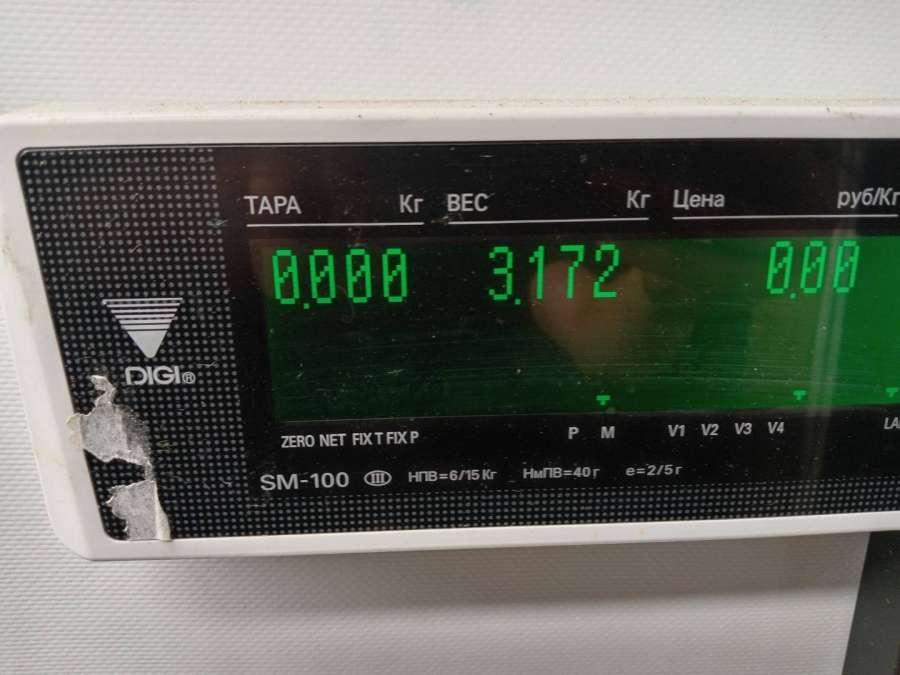 ТАРА Кг ВЕС Кг Цена руб/Кг
0.000 3.172 0.00
DIGI®
ZERO NET FIX T FIX P P M V1 V2 V3 V4
SM-100 III НПВ=6/15 Кг НмПВ=40 г e=2/5 г